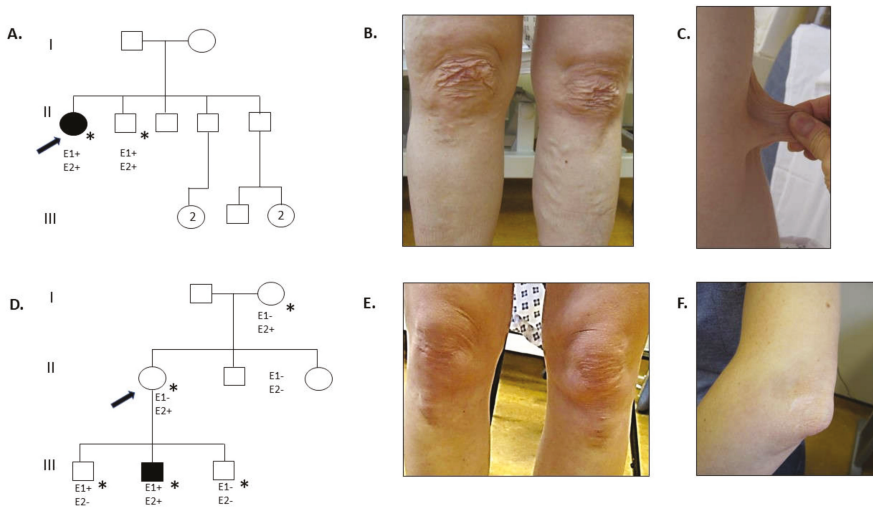 A.
I
II
*
*
E1+
E2+
E1+
E2+
III
2
2
B.
C.
D.
I
*
E1-
E2+
II
*
E1-
E2+
E1-
E2-
III
*
*
*
E1+
E2-
E1+
E2+
E1-
E2-
E.
F.